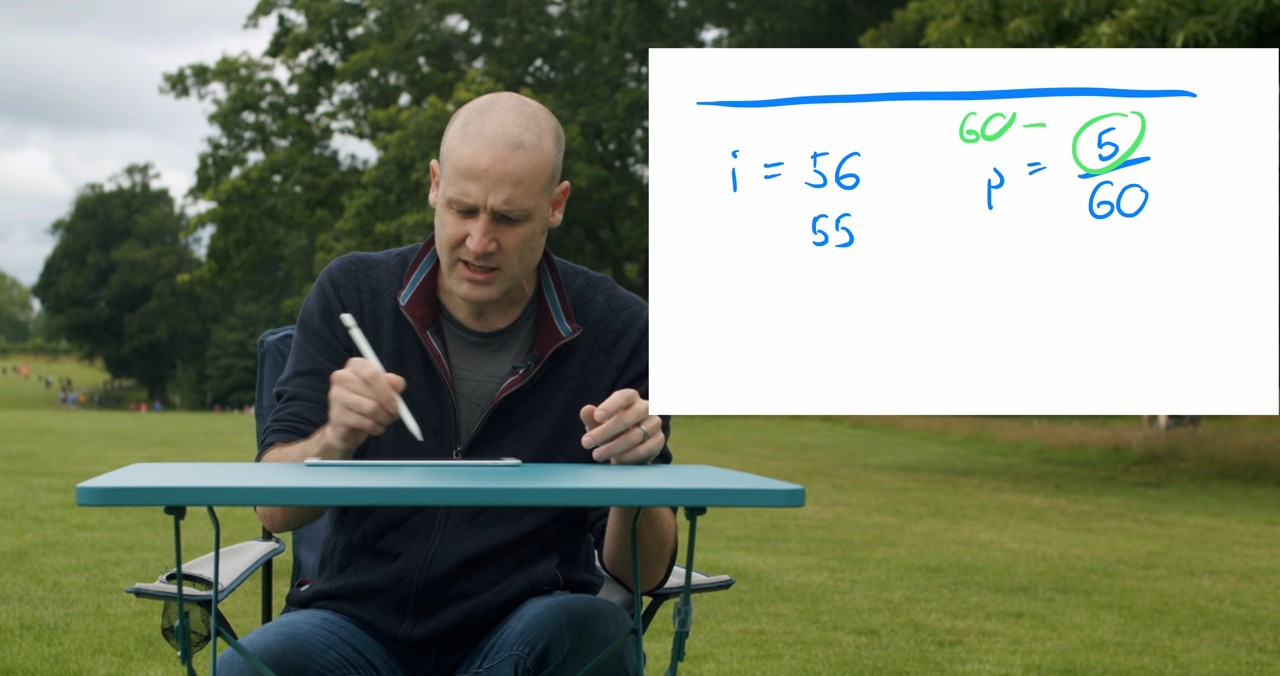 i = 56
55
60 -
p = 5/60